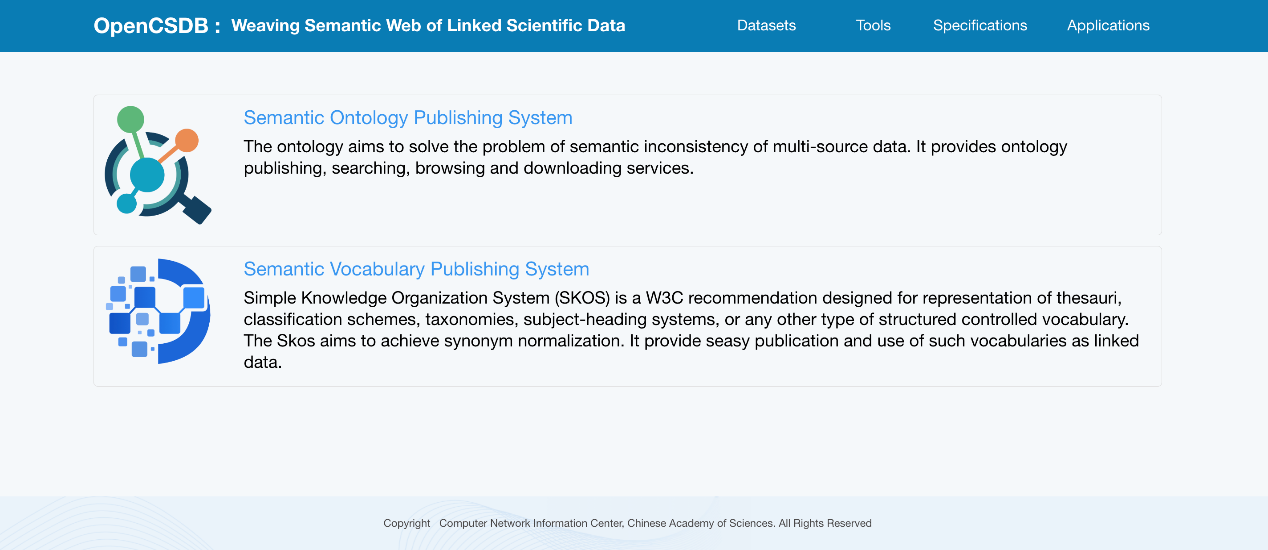 OpenCSDB : Weaving Semantic Web of Linked Scientific Data Datasets Tools Specifications Applications
Semantic Ontology Publishing System
The ontology aims to solve the problem of semantic inconsistency of multi-source data. It provides ontology
publishing, searching, browsing and downloading services.
Semantic Vocabulary Publishing System
Simple Knowledge Organization System (SKOS) is a W3C recommendation designed for representation of thesauri,
classification schemes, taxonomies, subject-heading systems, or any other type of structured controlled vocabulary.
The Skos aims to achieve synonym normalization. It provide seasy publication and use of such vocabularies as linked
data.
Copyright Computer Network Information Center, Chinese Academy of Sciences. All Rights Reserved